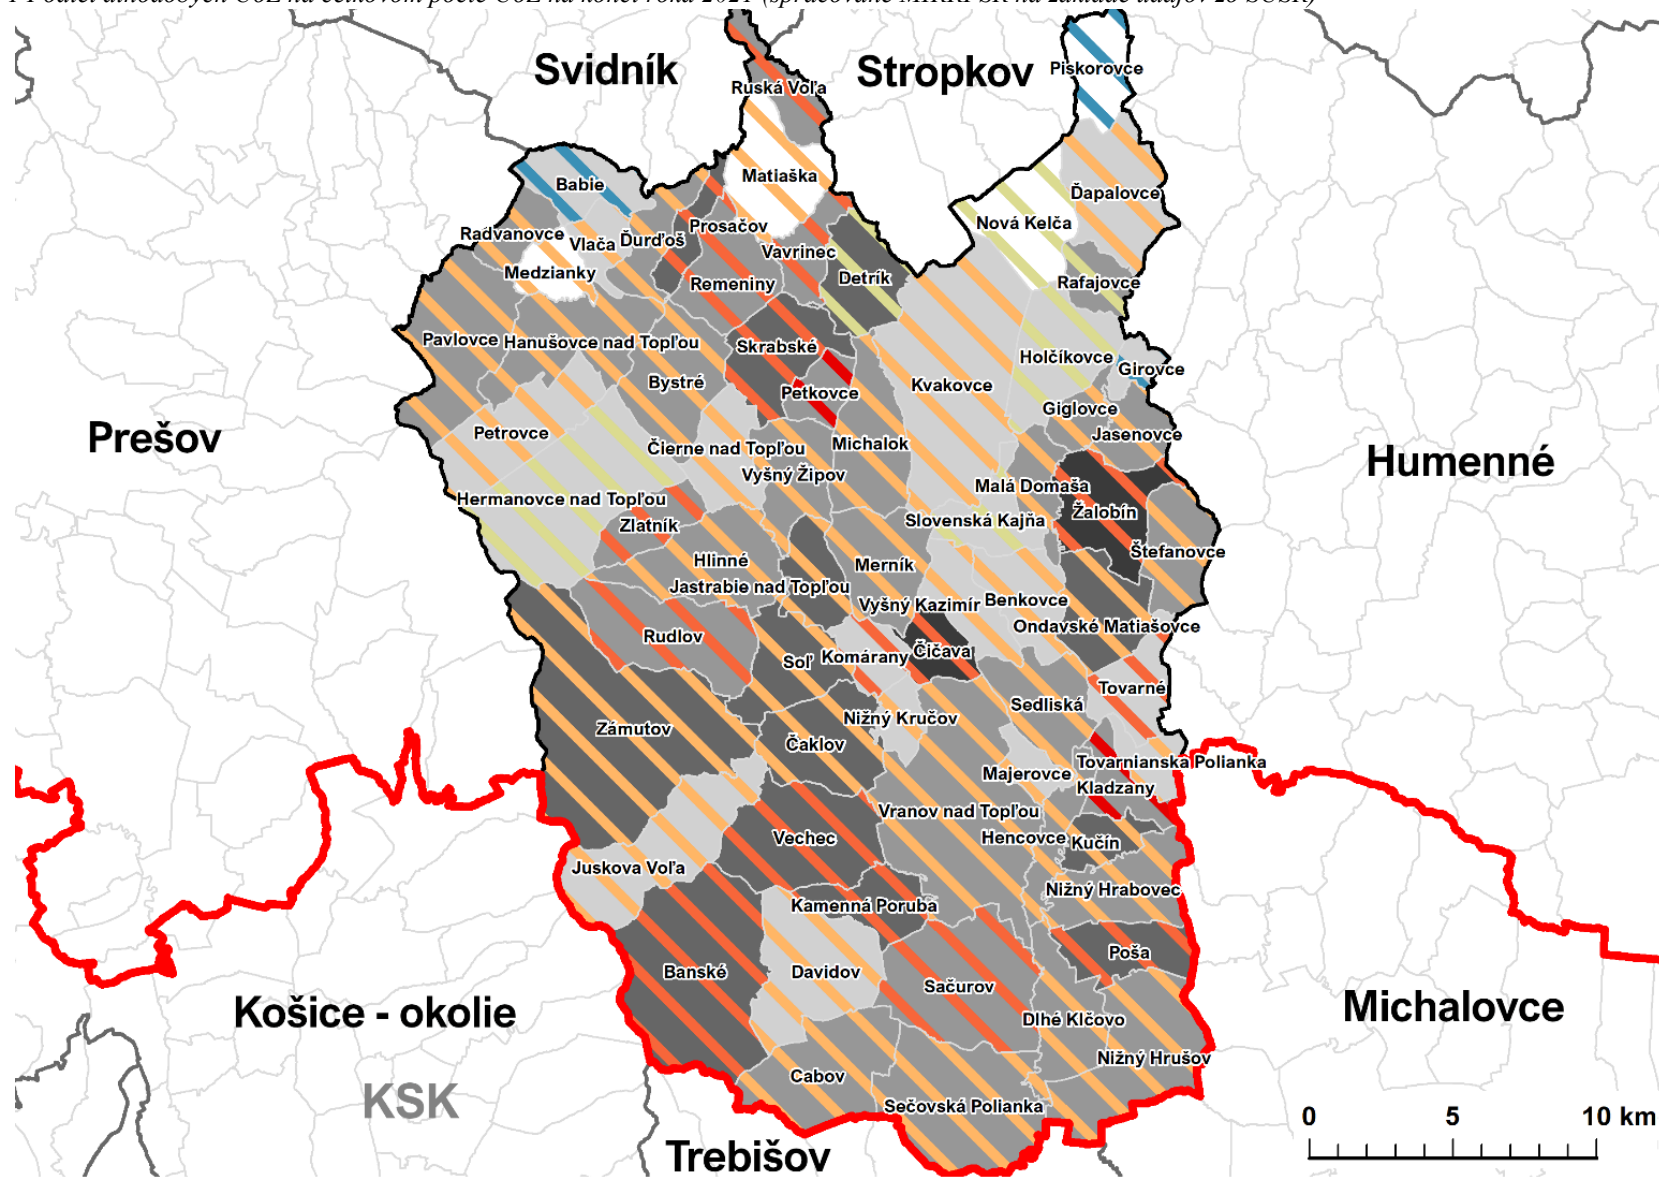 Svidník
Stropkov
Piskorovce
Ruská Voľa
Matiaška
Babie
Ďapalovce
Nová Kelča
Radvanovce
Vlača
Ďurďoš
Prosačov
Vavrinec
Medzianky
Remeniny
Detrík
Rafajovce
Pavlovce
Hanušovce nad Topľou
Skrabské
Holčíkovce
Girovce
Bystré
Petkovce
Kvakovce
Giglovce
Prešov
Petrovce
Čierne nad Topľou
Michalok
Jasenovce
Humenné
Vyšný Žipov
Malá Domaša
Hermanovce nad Topľou
Zlatník
Slovenská Kajňa
Žalobín
Štefanovce
Hlinné
Merník
Jastrabie nad Topľou
Vyšný Kazimír
Benkovce
Ondavské Matiašovce
Rudlov
Soľ
Komárany
Čičava
Tovarné
Sedliská
Nižný Kručov
Zámutov
Čaklov
Tovarnianska Polianka
Majerovce
Kladzany
Vranov nad Topľou
Vechec
Hencovce
Kučín
Juskova Voľa
Nižný Hrabovec
Kamenná Poruba
Poša
Banské
Davidov
Sačurov
Košice - okolie
Michalovce
Dlhé Klčovo
Nižný Hrušov
Cabov
KSK
Sečovská Polianka
0 5 10 km
Trebišov